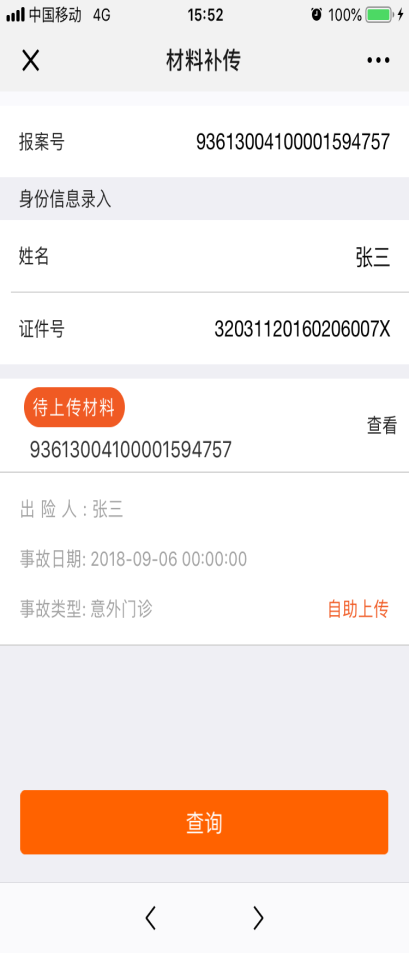 中国移动 4G 15:52 100%
材料补传
报案号 93613004100001594757
身份信息录入
姓名 张三
证件号 32031120160206007X
待上传材料
查看
93613004100001594757
出 险 人 : 张三
事故日期: 2018-09-06 00:00:00
事故类型: 意外门诊 自助上传
查询